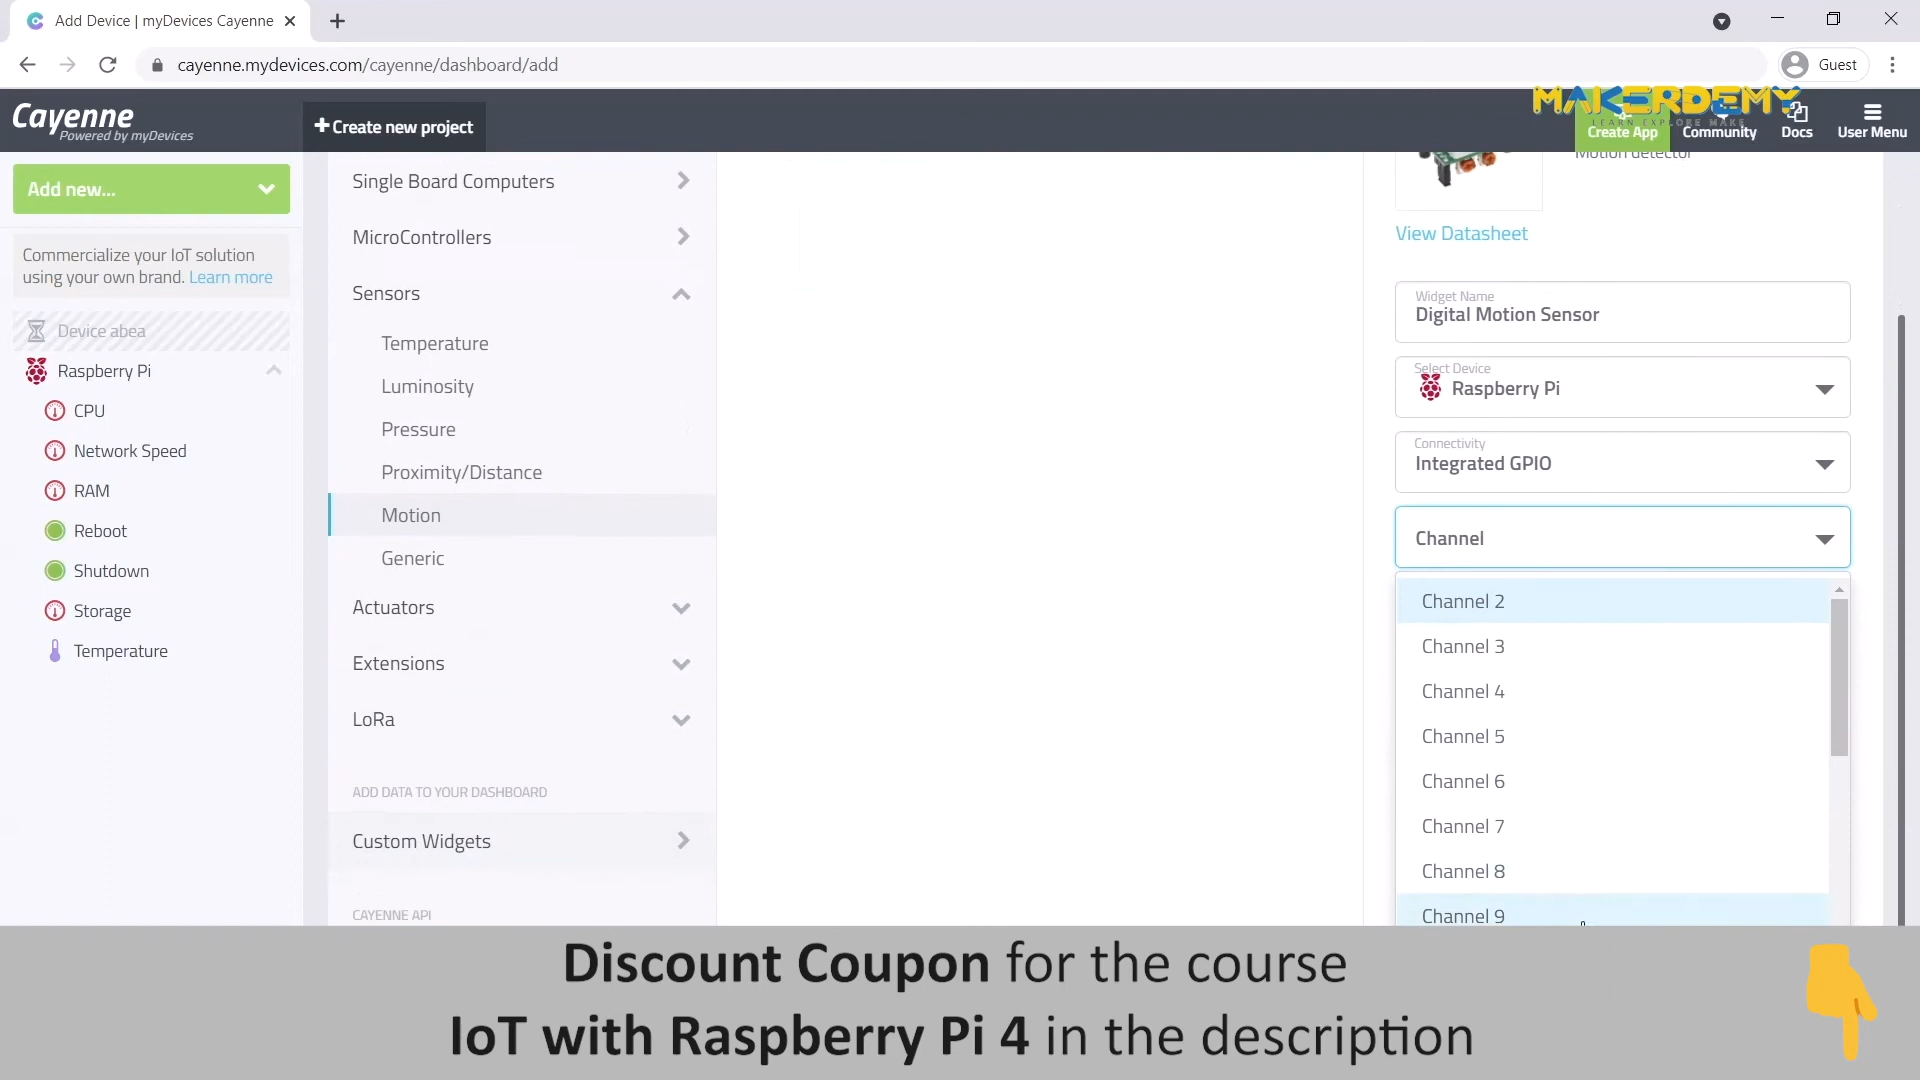 Add Device | myDevices Cayenne
cayenne.mydevices.com/cayenne/dashboard/add
Guest
Cayenne
Powered by myDevices
Create new project
MAKERDEMY
LEARN EXPLORE MAKE
Create App
Community
Docs
User Menu
Add new...
Commercialize your IoT solution
using your own brand. Learn more
Device abea
Raspberry Pi
CPU
Network Speed
RAM
Reboot
Shutdown
Storage
Temperature
Single Board Computers
MicroControllers
Sensors
Temperature
Luminosity
Pressure
Proximity/Distance
Motion
Generic
Actuators
Extensions
LoRa
ADD DATA TO YOUR DASHBOARD
Custom Widgets
CAYENNE API
Motion detector
View Datasheet
Widget Name
Digital Motion Sensor
Select Device
Raspberry Pi
Connectivity
Integrated GPIO
Channel
Channel 2
Channel 3
Channel 4
Channel 5
Channel 6
Channel 7
Channel 8
Channel 9
Discount Coupon for the course
IoT with Raspberry Pi 4 in the description